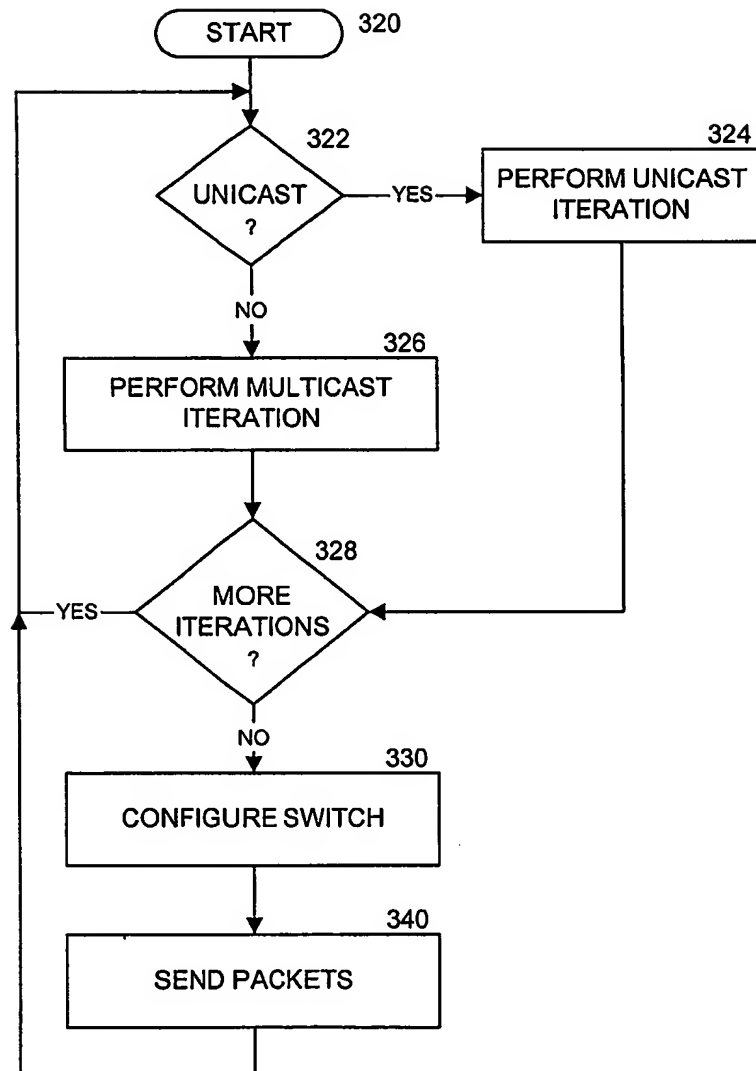 START
320
322
UNICAST
?
YES
324
PERFORM UNICAST
ITERATION
NO
326
PERFORM MULTICAST
ITERATION
328
MORE
ITERATIONS
?
YES
NO
330
CONFIGURE SWITCH
340
SEND PACKETS